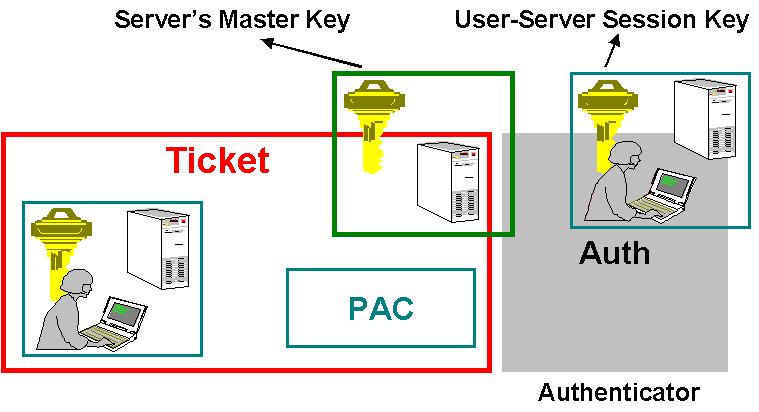 Server's Master Key
User-Server Session Key
Ticket
PAC
Auth
Authenticator